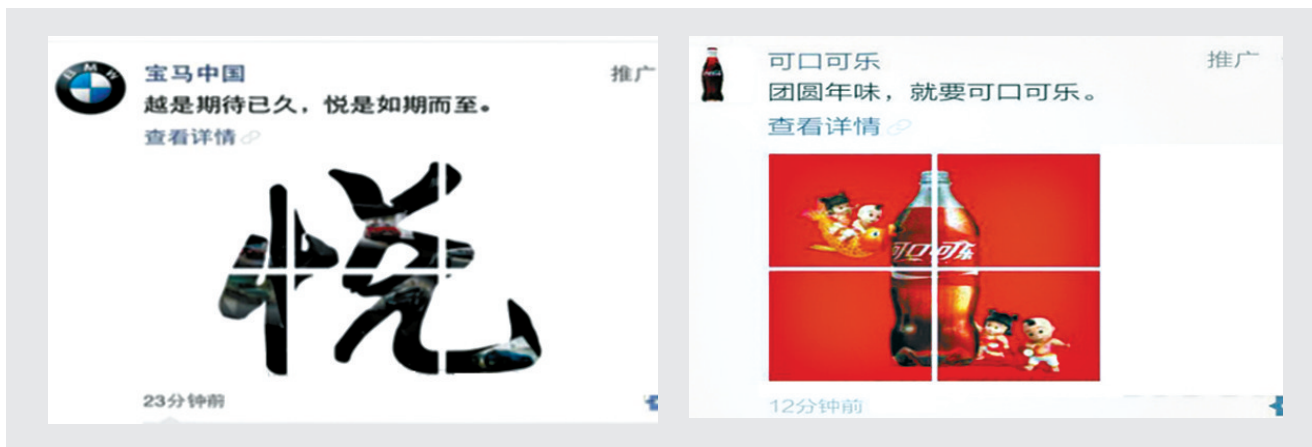 BMW
宝马中国
推广
越是期待已久，悦是如期而至。
查看详情
悦
23分钟前
可口可乐
推广
团圆年味，就要可口可乐。
查看详情
可口可乐
12分钟前